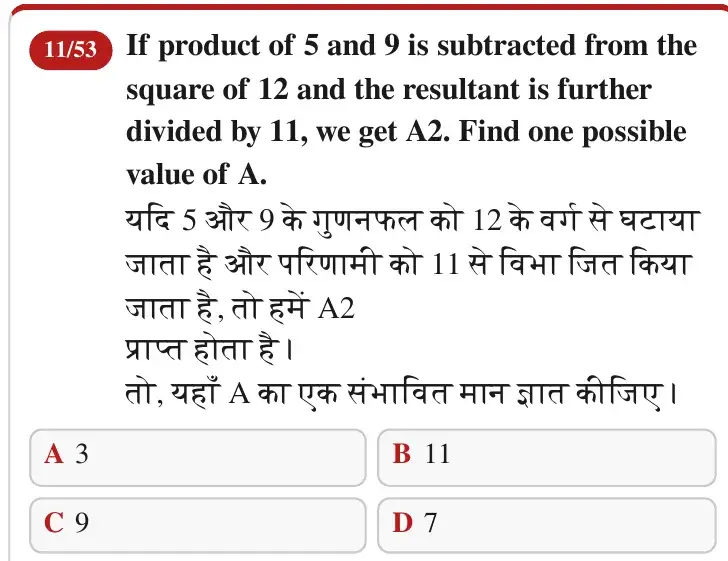 11/53 If product of 5 and 9 is subtracted from the
square of 12 and the resultant is further
divided by 11, we get A2. Find one possible
value of A.
यदि 5 और 9 के गुणनफल को 12 के वर्ग से घटाया
जाता है और परिणामी को 11 से विभा जित किया
जाता है, तो हमें A2
प्राप्त होता है।
तो, यहाँ A का एक संभावित मान ज्ञात कीजिए।
A 3 B 11
C 9 D 7